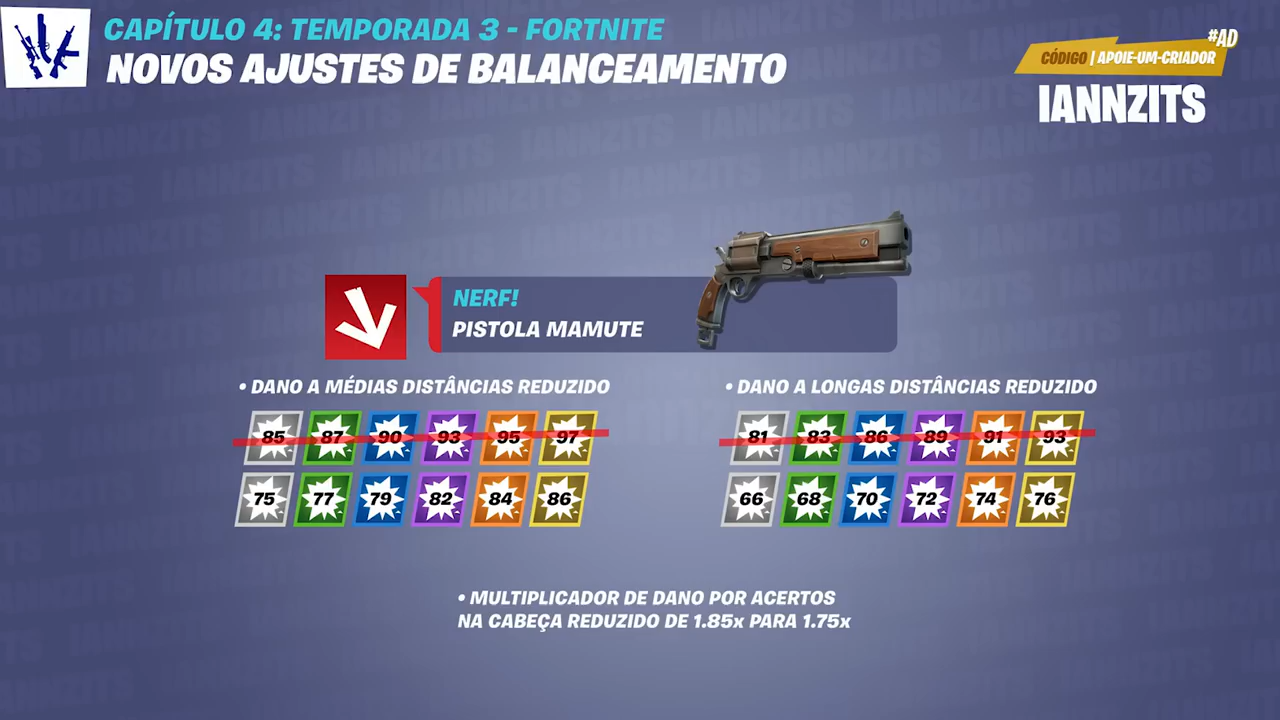 CAPÍTULO 4: TEMPORADA 3 - FORTNITE
NOVOS AJUSTES DE BALANCEAMENTO
#AD
CÓDIGO | APOIE-UM-CRIADOR
IANNZITS
NERF!
PISTOLA MAMUTE
• DANO A MÉDIAS DISTÂNCIAS REDUZIDO
85 87 90 93 95 97
75 77 79 82 84 86
• DANO A LONGAS DISTÂNCIAS REDUZIDO
81 83 86 89 91 93
66 68 70 72 74 76
• MULTIPLICADOR DE DANO POR ACERTOS
NA CABEÇA REDUZIDO DE 1.85x PARA 1.75x